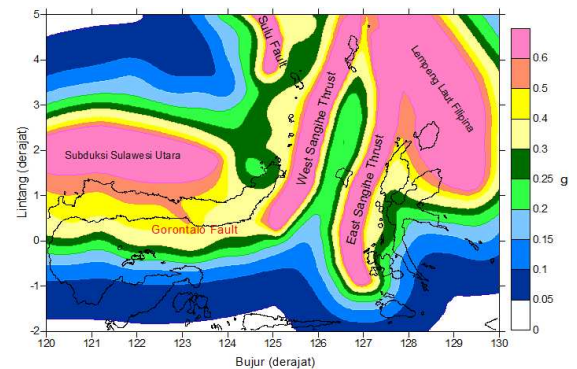 5
4
3
2
1
0
-1
-2
Lintang (derajat)
Sulu Fault
West Sangihe Thrust
Lempeng Laut Filipina
Subduksi Sulawesi Utara
East Sangihe Thrust
Gorontalo Fault
120 121 122 123 124 125 126 127 128 129 130
Bujur (derajat)
0.6
0.5
0.4
0.3
0.25
0.2
0.15
0.1
0.05
0
g